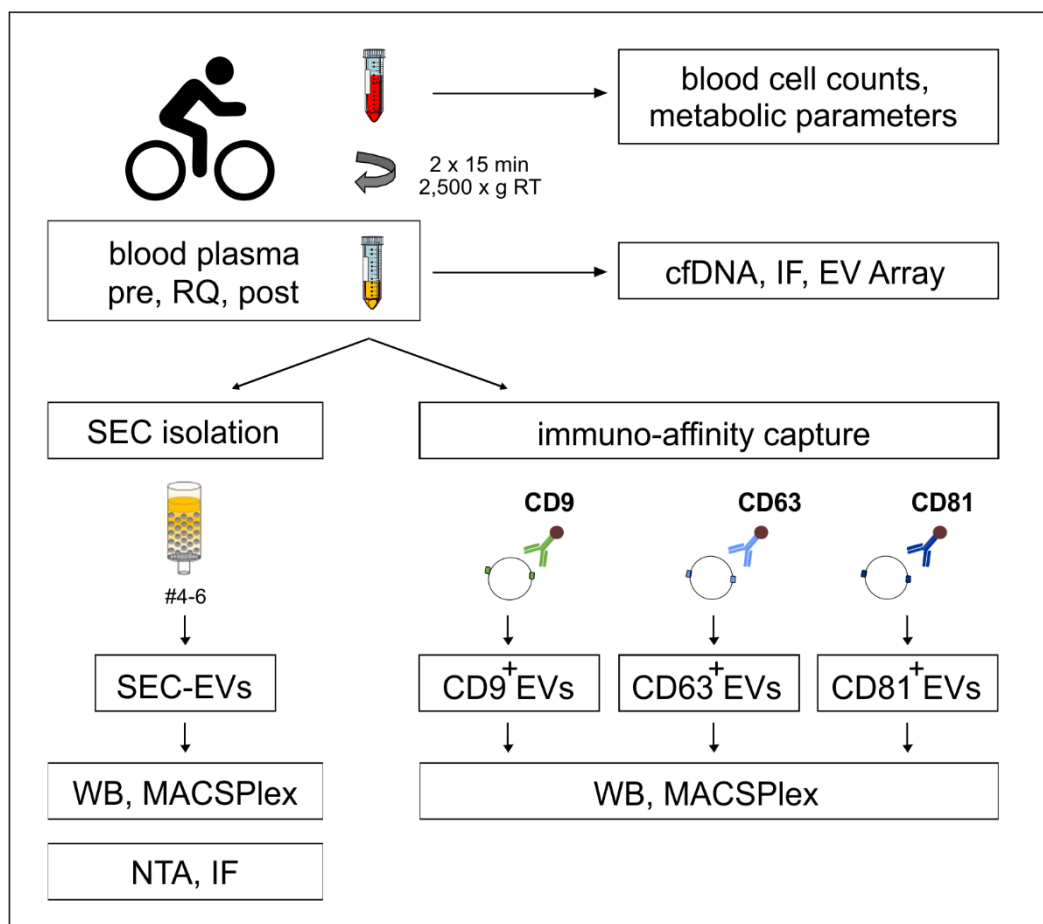 blood cell counts,
metabolic parameters
2 x 15 min
2,500 x g RT
blood plasma
pre, RQ, post
cfDNA, IF, EV Array
SEC isolation
immuno-affinity capture
CD9
CD63
CD81
#4-6
SEC-EVs
CD9+EVs
CD63+EVs
CD81+EVs
WB, MACSPlex
WB, MACSPlex
NTA, IF